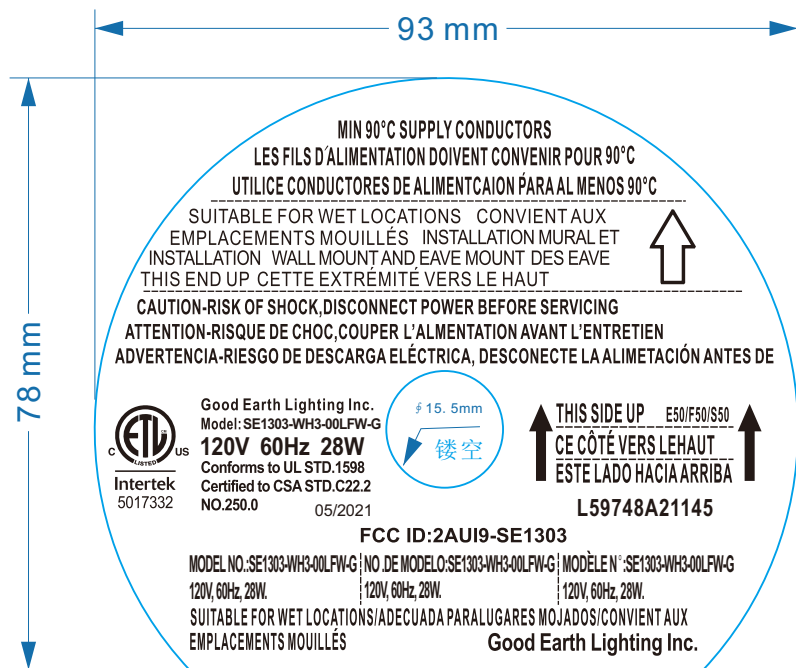 93 mm
78 mm
MIN 90°C SUPPLY CONDUCTORS
LES FILS D´ALIMENTATION DOIVENT CONVENIR POUR 90°C
UTILICE CONDUCTORES DE ALIMENTCAION ṔARA AL MENOS 90°C
SUITABLE FOR WET LOCATIONS CONVIENT AUX
EMPLACEMENTS MOUILLÉS INSTALLATION MURAL ET
INSTALLATION WALL MOUNT AND EAVE MOUNT DES EAVE
THIS END UP CETTE EXTRÉMITÉ VERS LE HAUT
CAUTION-RISK OF SHOCK,DISCONNECT POWER BEFORE SERVICING
ATTENTION-RISQUE DE CHOC,COUPER L'ALMENTATION AVANT L'ENTRETIEN
ADVERTENCIA-RIESGO DE DESCARGA ELÉCTRICA, DESCONECTE LA ALIMETACIÓN ANTES DE
C ETL CM LISTED US
Intertek
5017332
Good Earth Lighting Inc.
Model: SE1303-WH3-00LFW-G
120V 60Hz 28W
Conforms to UL STD.1598
Certified to CSA STD.C22.2
NO.250.0 05/2021
∮15. 5mm
镂空
THIS SIDE UP E50/F50/S50
CE CÔTÉ VERS LEHAUT
ESTE LADO HACIA ARRIBA
L59748A21145
FCC ID:2AUI9-SE1303
MODEL NO.:SE1303-WH3-00LFW-G NO .DE MODELO:SE1303-WH3-00LFW-G MODÈLE N°:SE1303-WH3-00LFW-G
120V, 60Hz, 28W. 120V, 60Hz, 28W. 120V, 60Hz, 28W.
SUITABLE FOR WET LOCATIONS/ADECUADA PARALUGARES MOJADOS/CONVIENT AUX
EMPLACEMENTS MOUILLÉS Good Earth Lighting Inc.